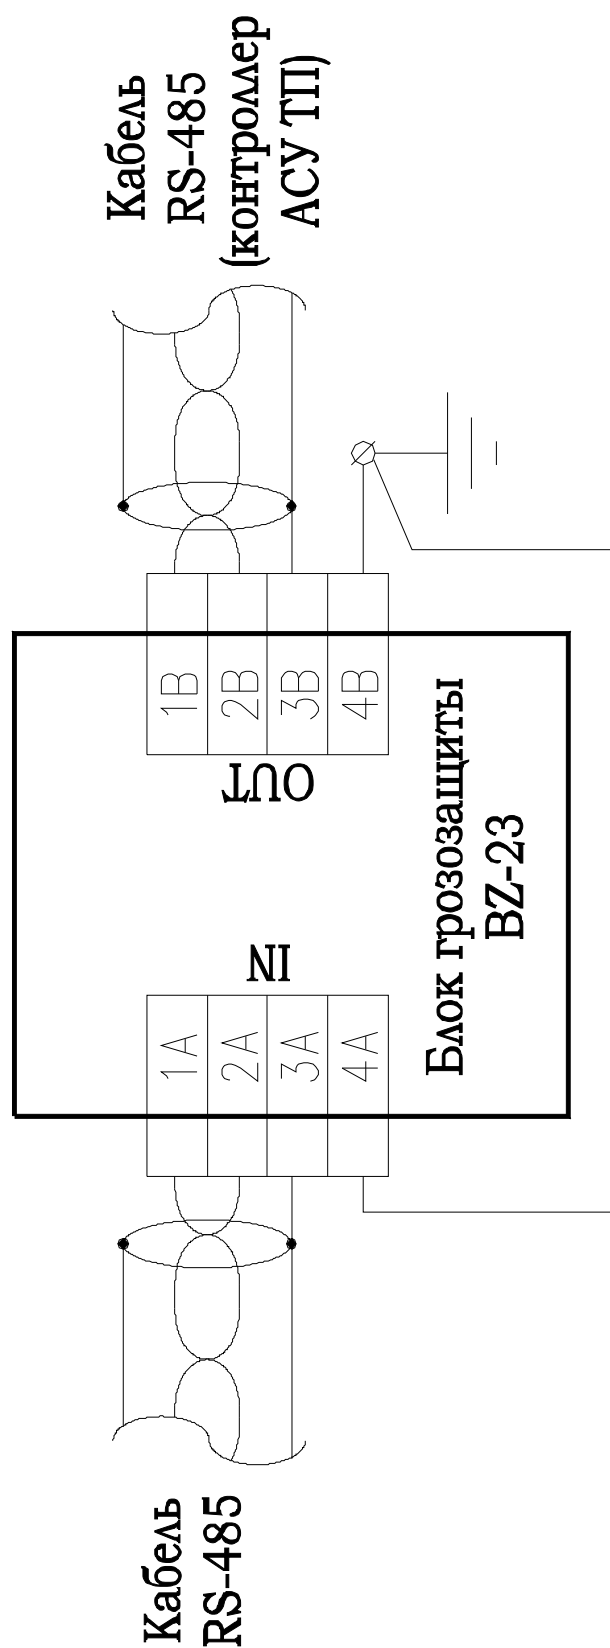 Кабель
RS-485
IN
1A
2A
3A
4A
Блок грозозащиты
BZ-23
OUT
1B
2B
3B
4B
Кабель
RS-485
(контроллер
АСУ ТП)